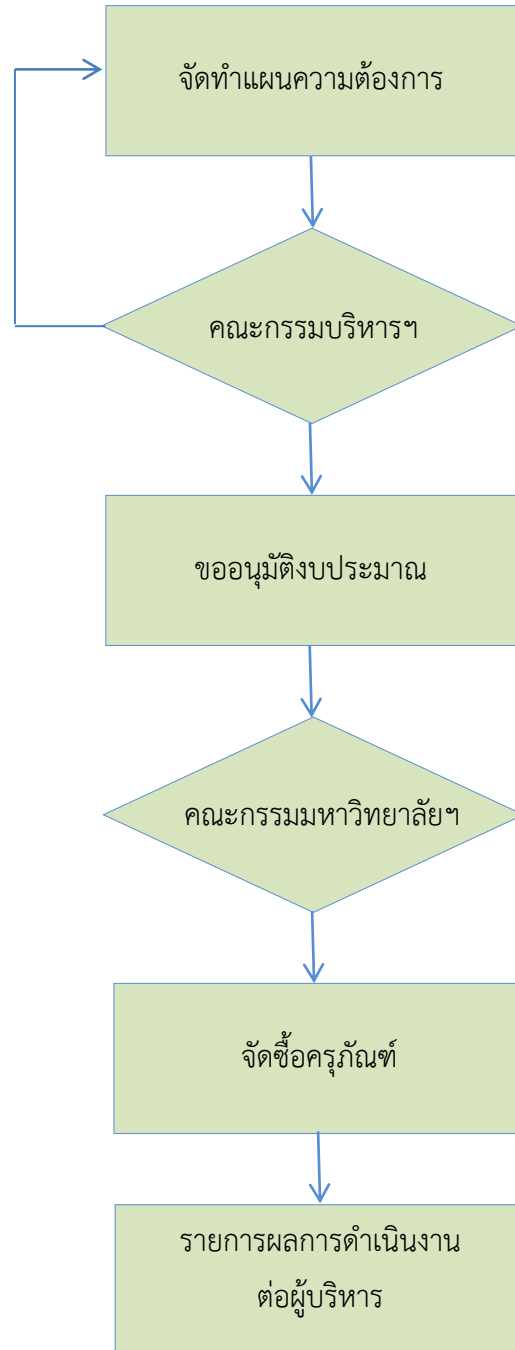 จัดทำแผนความต้องการ
คณะกรรมบริหารฯ
ขออนุมัติงบประมาณ
คณะกรรมมหาวิทยาลัยฯ
จัดซื้อครุภัณฑ์
รายการผลการดำเนินงาน
ต่อผู้บริหาร